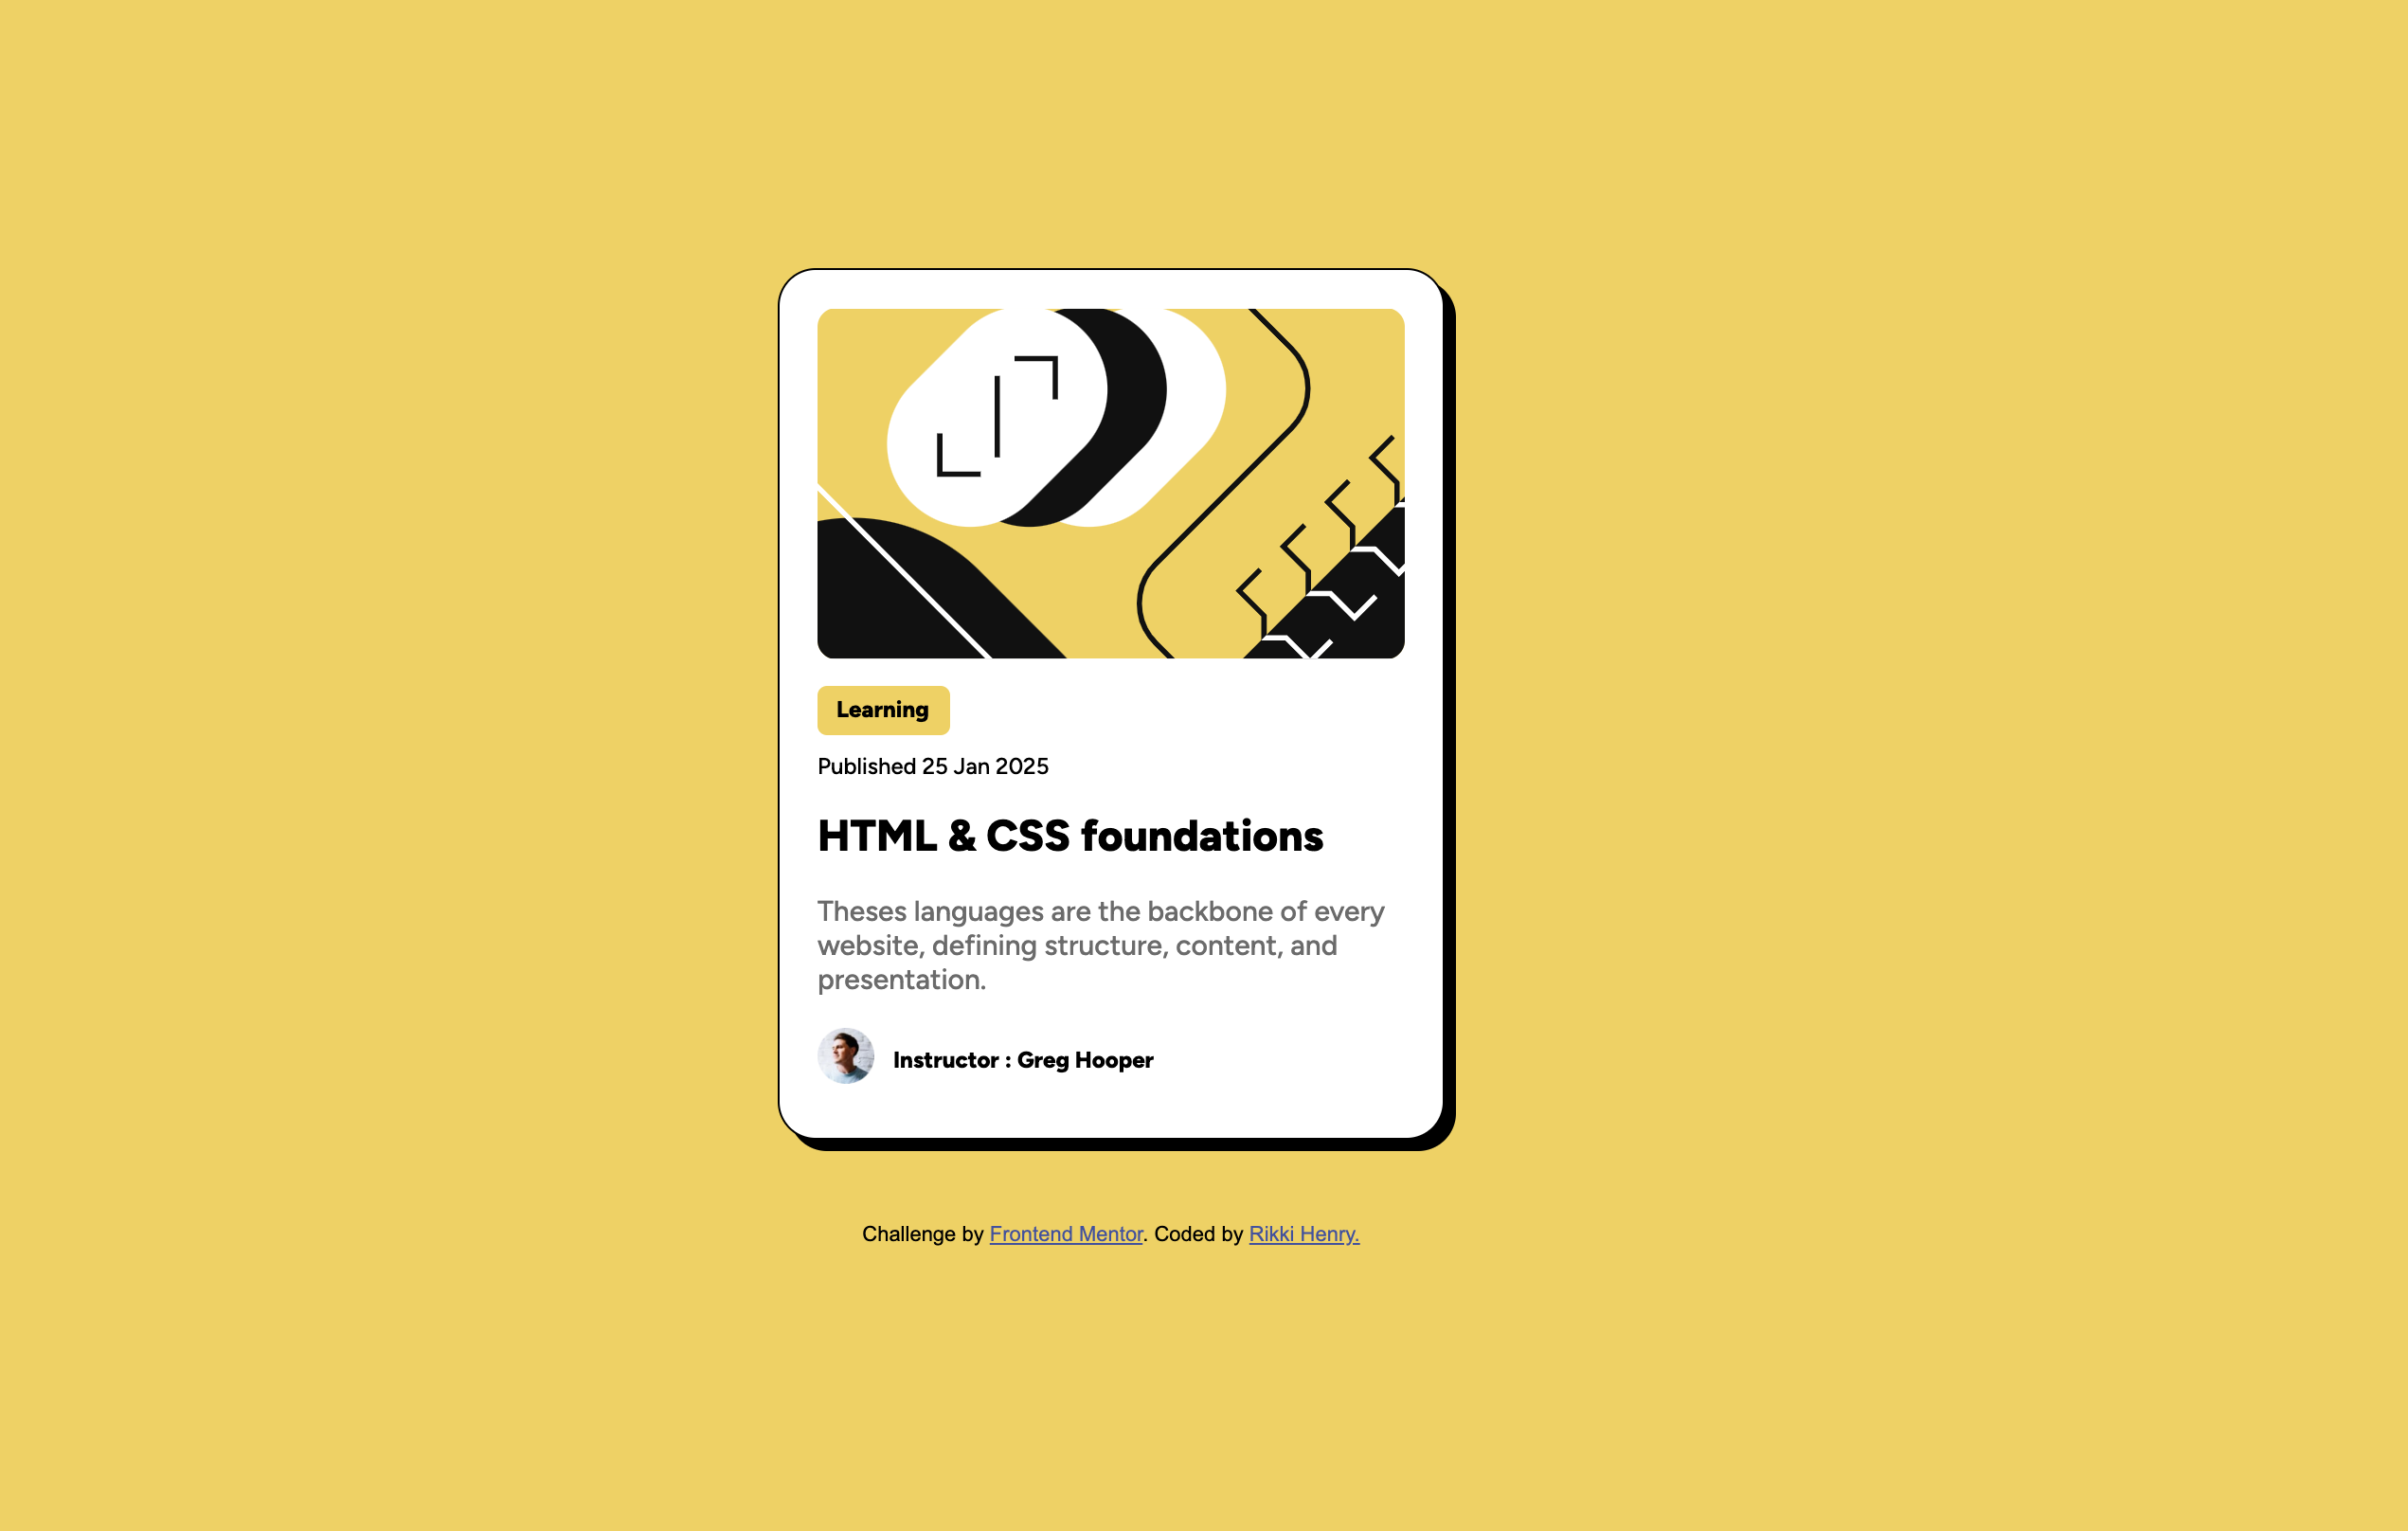 Learning
Published 25 Jan 2025
HTML & CSS foundations
Theses languages are the backbone of every
website, defining structure, content, and
presentation.
Instructor : Greg Hooper
Challenge by Frontend Mentor. Coded by Rikki Henry.